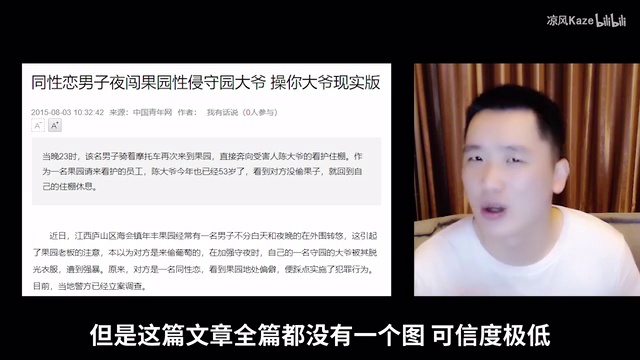 凉风Kaze bilibili
同性恋男子夜闯果园性侵守园大爷 操你大爷现实版
2015-08-03 10:32:42 来源：中国青年网 作者： 我有话说（0人参与）
A- A+
当晚23时，该名男子骑着摩托车再次来到果园，直接奔向受害人陈大爷的看护住棚。作
为一名果园请来看护的员工，陈大爷今年也已经53岁了，看到对方没偷果子，就回到自
己的住棚休息。
近日，江西庐山区海会镇年丰果园经常有一名男子不分白天和夜晚的在外围转悠，这引起
了果园老板的注意，本以为对方是来偷葡萄的，在加强守夜时，自己的一名守园的大爷被其脱
光衣服，遭到强暴。原来，对方是一名同性恋，看到果园地处偏僻，便踩点实施了犯罪行为。
目前，当地警方已经立案调查。
但是这篇文章全篇都没有一个图 可信度极低